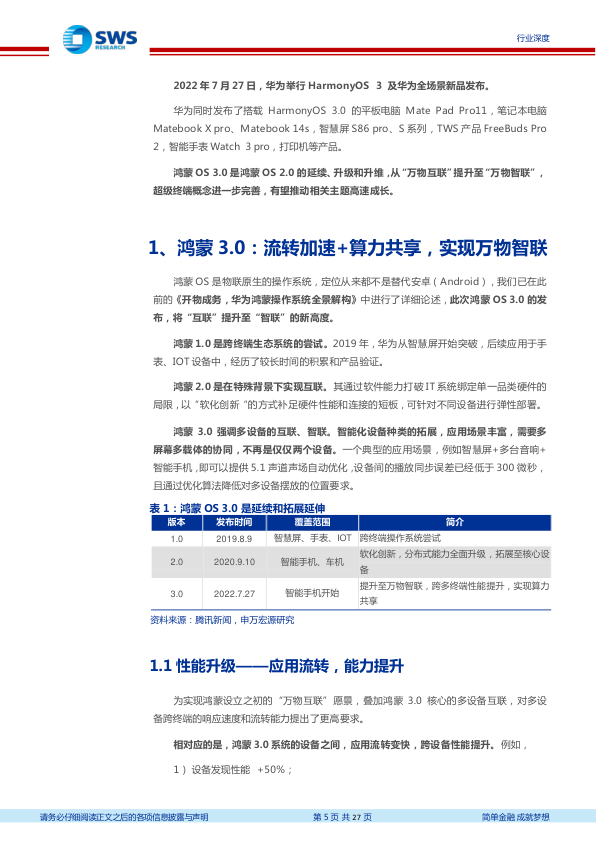 SWS
RESEARCH
行业深度
2022 年 7 月 27 日，华为举行 HarmonyOS 3 及华为全场景新品发布。
华为同时发布了搭载 HarmonyOS 3.0 的平板电脑 Mate Pad Pro11，笔记本电脑
Matebook X pro、Matebook 14s，智慧屏 S86 pro、S 系列，TWS 产品 FreeBuds Pro
2，智能手表 Watch 3 pro，打印机等产品。
鸿蒙 OS 3.0 是鸿蒙 OS 2.0 的延续、升级和升维，从“万物互联”提升至“万物智联”，
超级终端概念进一步完善，有望推动相关主题高速成长。
1、鸿蒙 3.0：流转加速+算力共享，实现万物智联
鸿蒙 OS 是物联原生的操作系统，定位从来都不是替代安卓（Android），我们已在此
前的《开物成务，华为鸿蒙操作系统全景解构》中进行了详细论述，此次鸿蒙 OS 3.0 的发
布，将“互联”提升至“智联”的新高度。
鸿蒙 1.0 是跨终端生态系统的尝试。2019 年，华为从智慧屏开始突破，后续应用于手
表、IOT 设备中，经历了较长时间的积累和产品验证。
鸿蒙 2.0 是在特殊背景下实现互联。其通过软件能力打破 IT 系统绑定单一品类硬件的
局限，以“软化创新“的方式补足硬件性能和连接的短板，可针对不同设备进行弹性部署。
鸿蒙 3.0 强调多设备的互联、智联。智能化设备种类的拓展，应用场景丰富，需要多
屏幕多载体的协同，不再是仅仅两个设备。一个典型的应用场景，例如智慧屏+多台音响+
智能手机，即可以提供 5.1 声道声场自动优化，设备间的播放同步误差已经低于 300 微秒，
且通过优化算法降低对多设备摆放的位置要求。
表 1：鸿蒙 OS 3.0 是延续和拓展延伸
版本 发布时间 覆盖范围 简介
1.0 2019.8.9 智慧屏、手表、IOT 跨终端操作系统尝试
2.0 2020.9.10 智能手机、车机 软化创新，分布式能力全面升级，拓展至核心设
备
3.0 2022.7.27 智能手机开始 提升至万物智联，跨多终端性能提升，实现算力
共享
资料来源：腾讯新闻，申万宏源研究
1.1 性能升级——应用流转，能力提升
为实现鸿蒙设立之初的“万物互联”愿景，叠加鸿蒙 3.0 核心的多设备互联，对多设
备跨终端的响应速度和流转能力提出了更高要求。
相对应的是，鸿蒙 3.0 系统的设备之间，应用流转变快，跨设备性能提升。例如，
1）设备发现性能 +50%；
请务必仔细阅读正文之后的各项信息披露与声明 第 5 页 共 27 页 简单金融 成就梦想